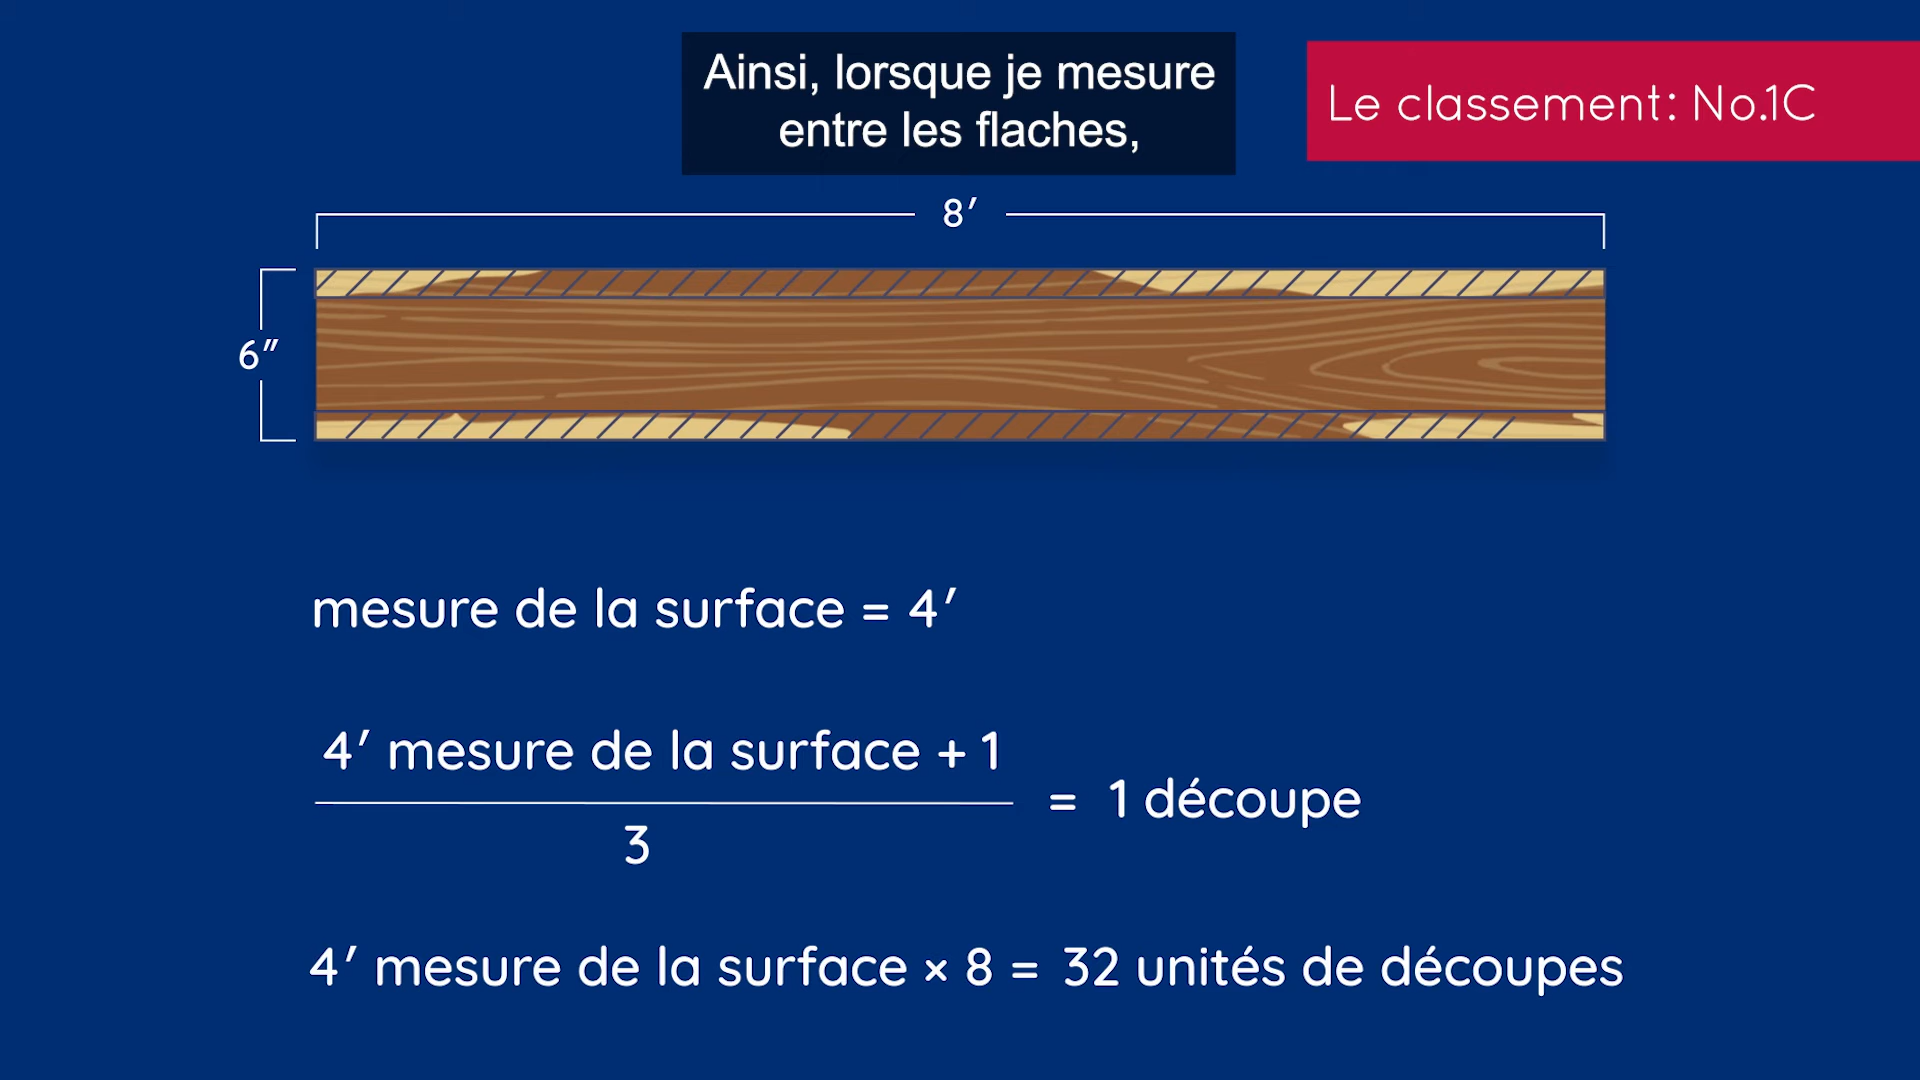 Ainsi, lorsque je mesure
entre les flaches,
Le classement: No.1C
8′
6″
mesure de la surface = 4′
4′ mesure de la surface + 1
3
= 1 découpe
4′ mesure de la surface × 8 = 32 unités de découpes